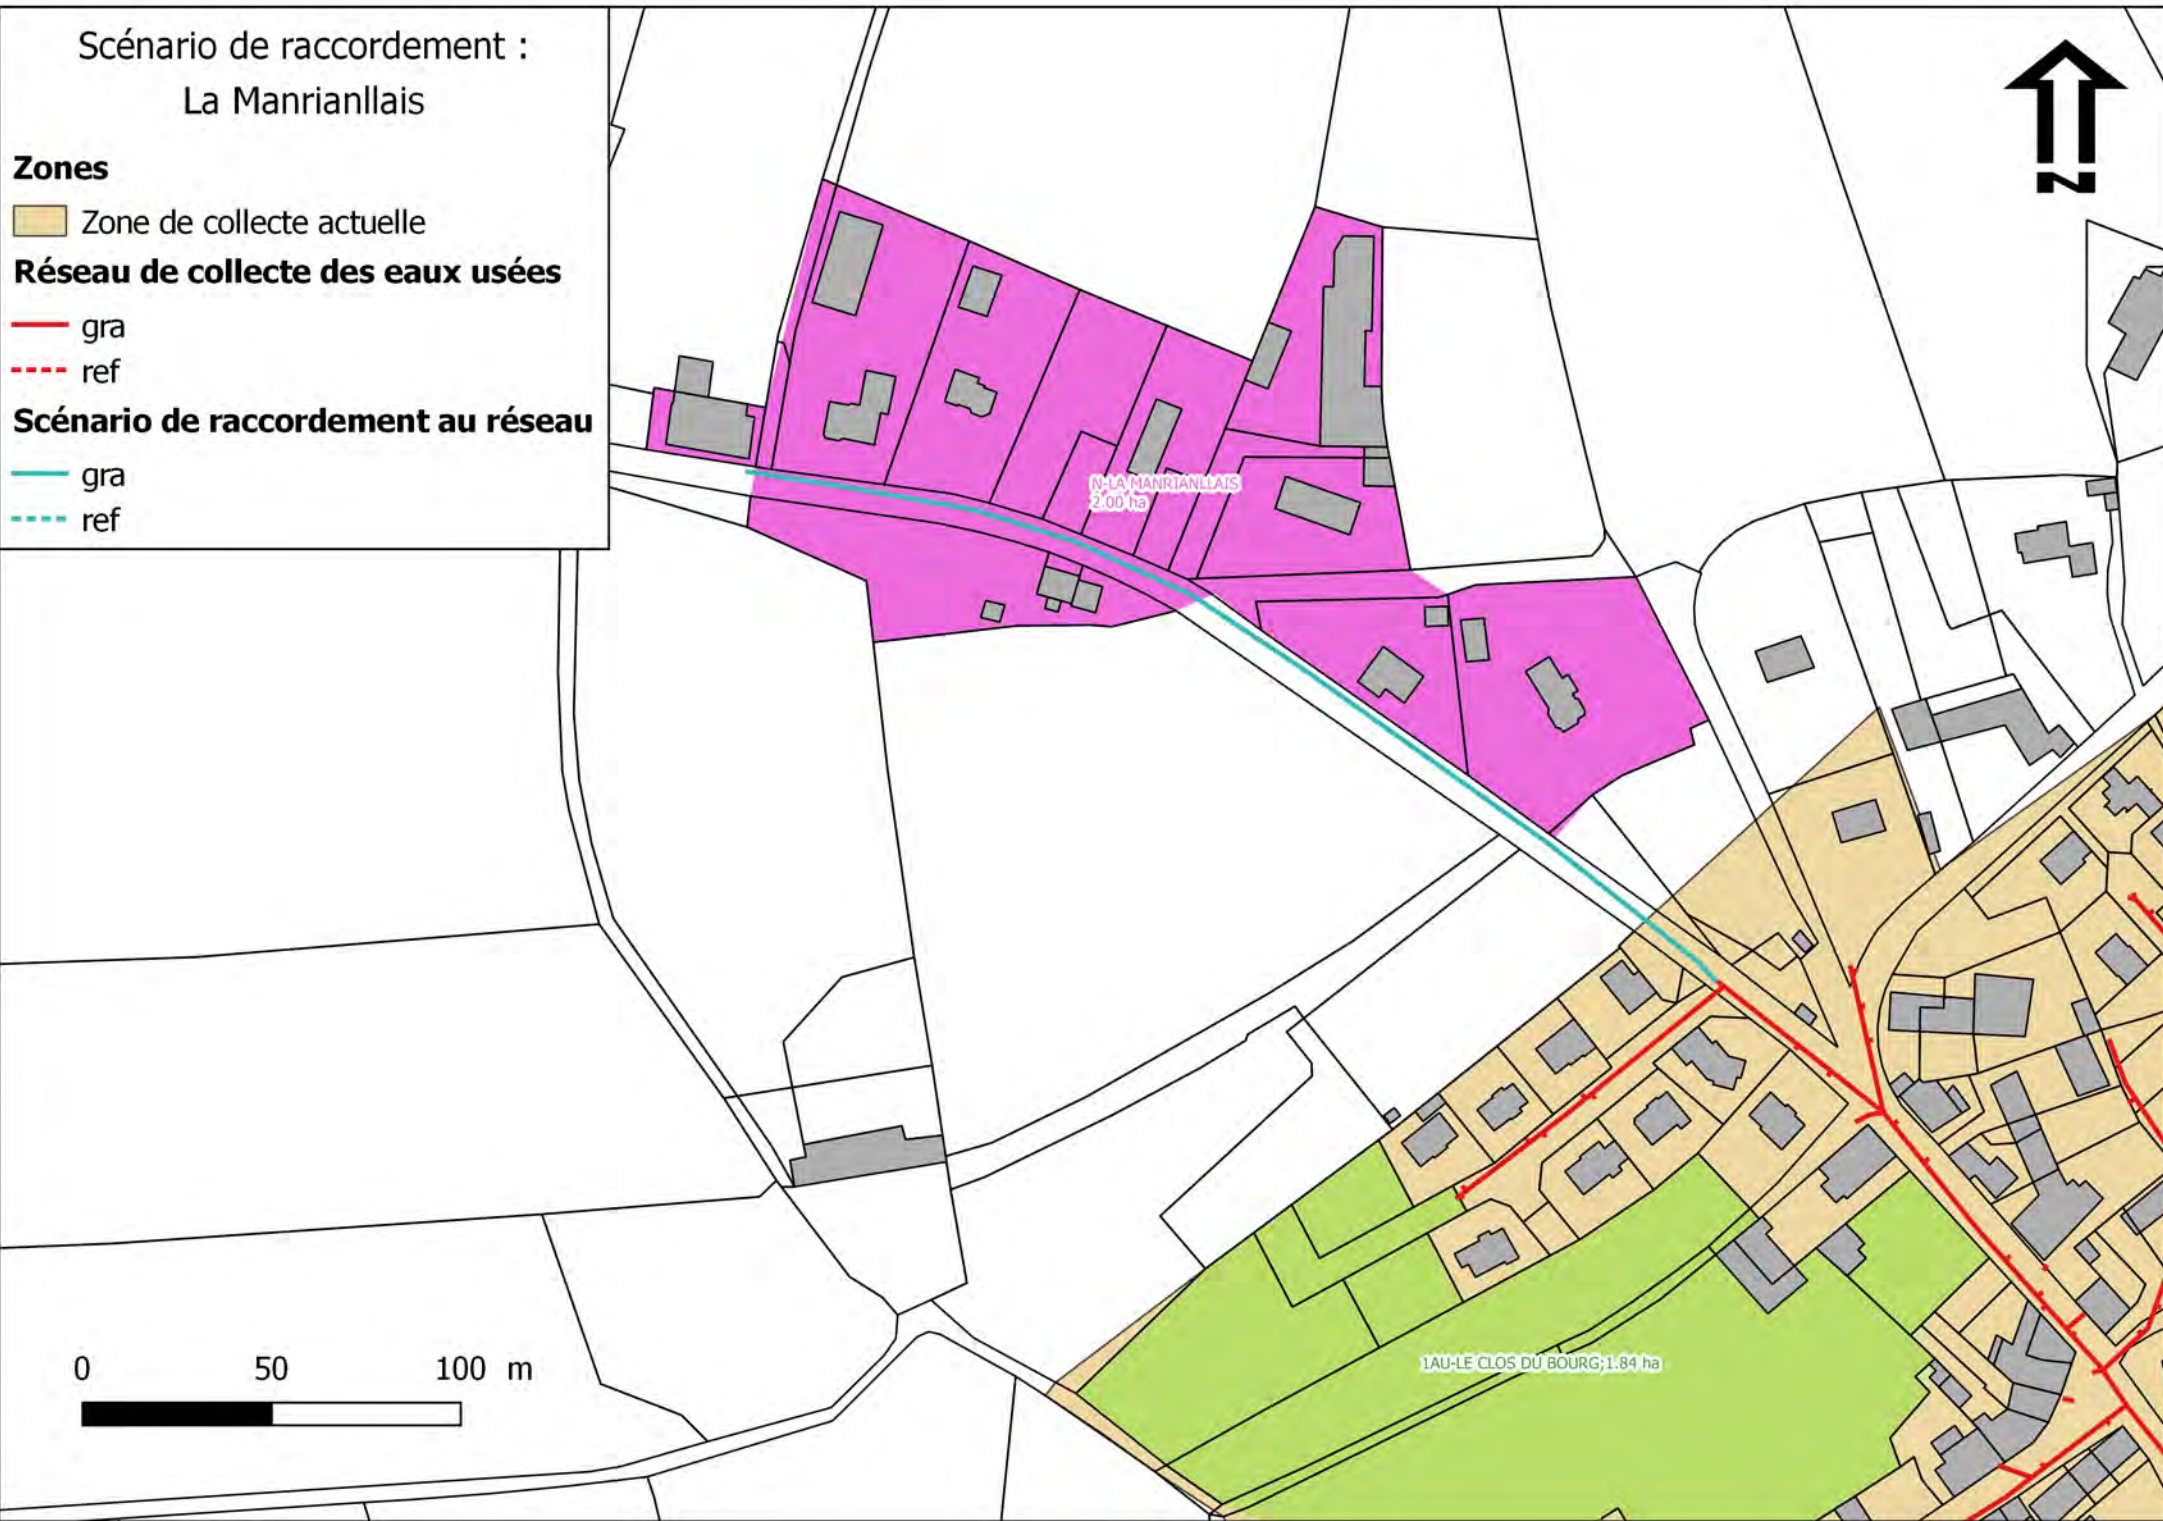 Scénario de raccordement :
La Manrianllais
Zones
Zone de collecte actuelle
Réseau de collecte des eaux usées
gra
ref
Scénario de raccordement au réseau
gra
ref
N
N-LA MANRIANLLAIS
2.00 ha
1AU-LE CLOS DU BOURG;1.84 ha
0 50 100 m